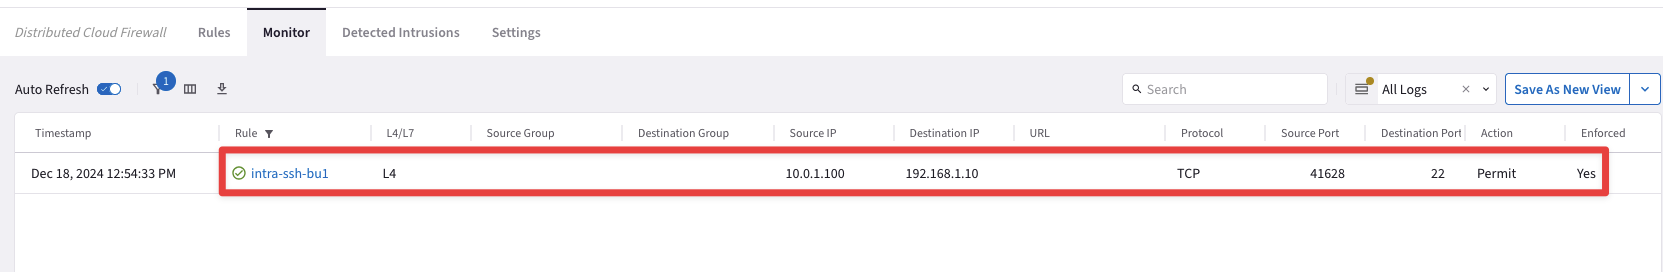 Distributed Cloud Firewall Rules Monitor Detected Intrusions Settings
Auto Refresh 1 Search All Logs Save As New View
Timestamp Rule L4/L7 Source Group Destination Group Source IP Destination IP URL Protocol Source Port Destination Port Action Enforced
Dec 18, 2024 12:54:33 PM intra-ssh-bu1 L4 10.0.1.100 192.168.1.10 TCP 41628 22 Permit Yes